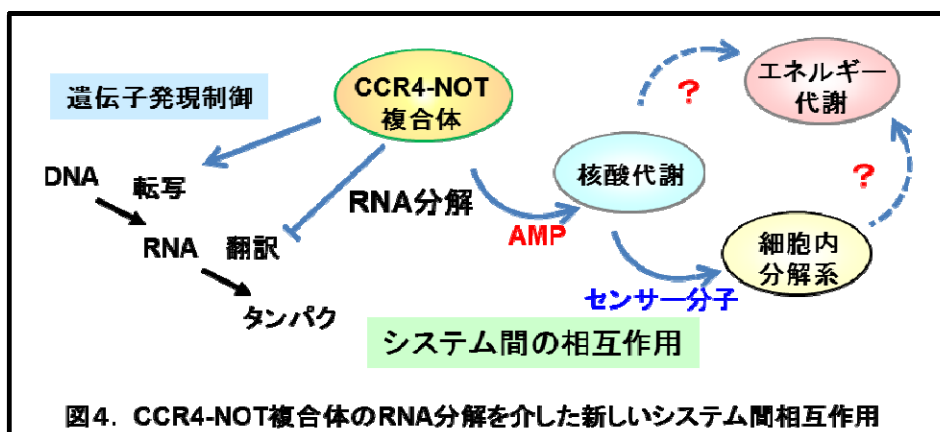 遺伝子発現制御
CCR4-NOT
複合体
エネルギー
代謝
?
DNA
転写
核酸代謝
?
RNA分解
AMP
RNA
翻訳
細胞内
分解系
センサー分子
タンパク
システム間の相互作用
図4. CCR4-NOT複合体のRNA分解を介した新しいシステム間相互作用